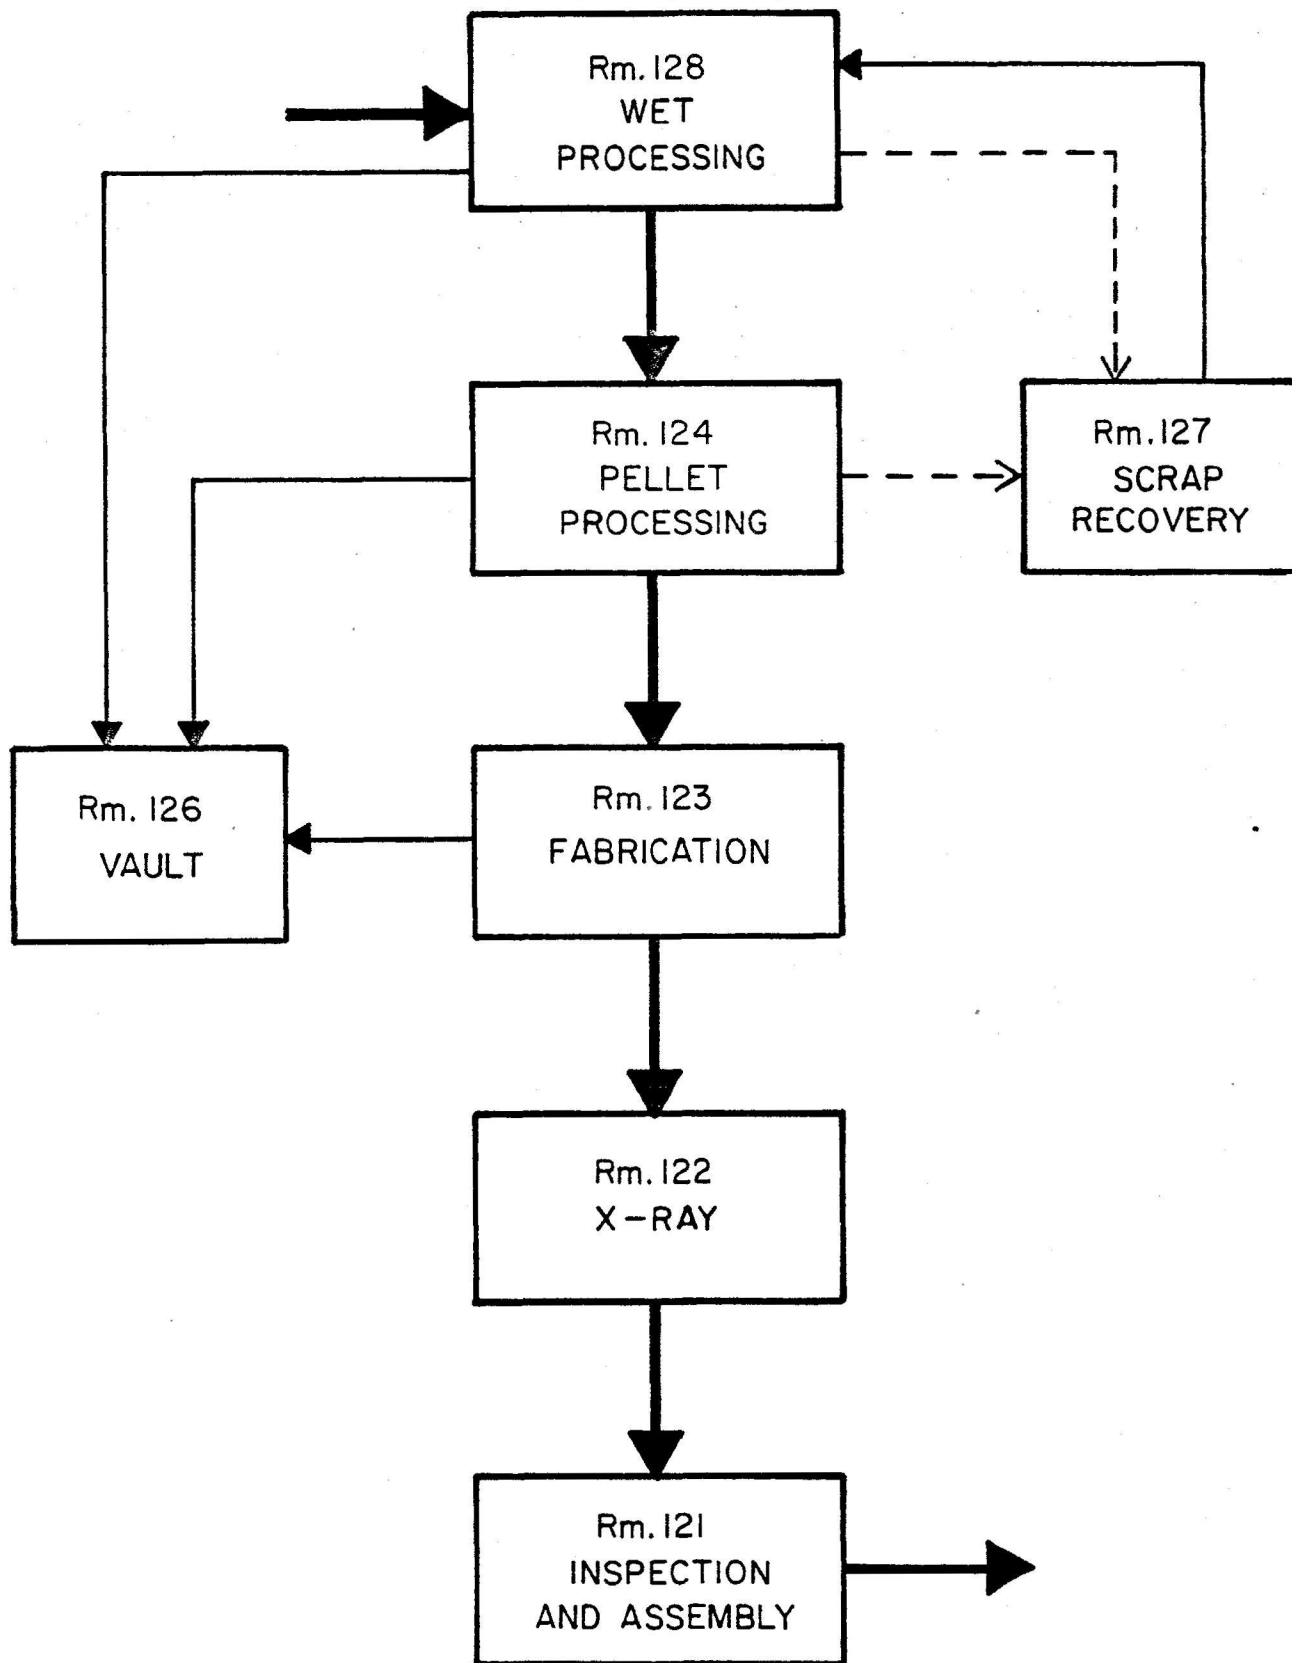 Rm. 128
WET
PROCESSING
Rm. 124
PELLET
PROCESSING
Rm. 127
SCRAP
RECOVERY
Rm. 126
VAULT
Rm. 123
FABRICATION
Rm. 122
X-RAY
Rm. 121
INSPECTION
AND ASSEMBLY